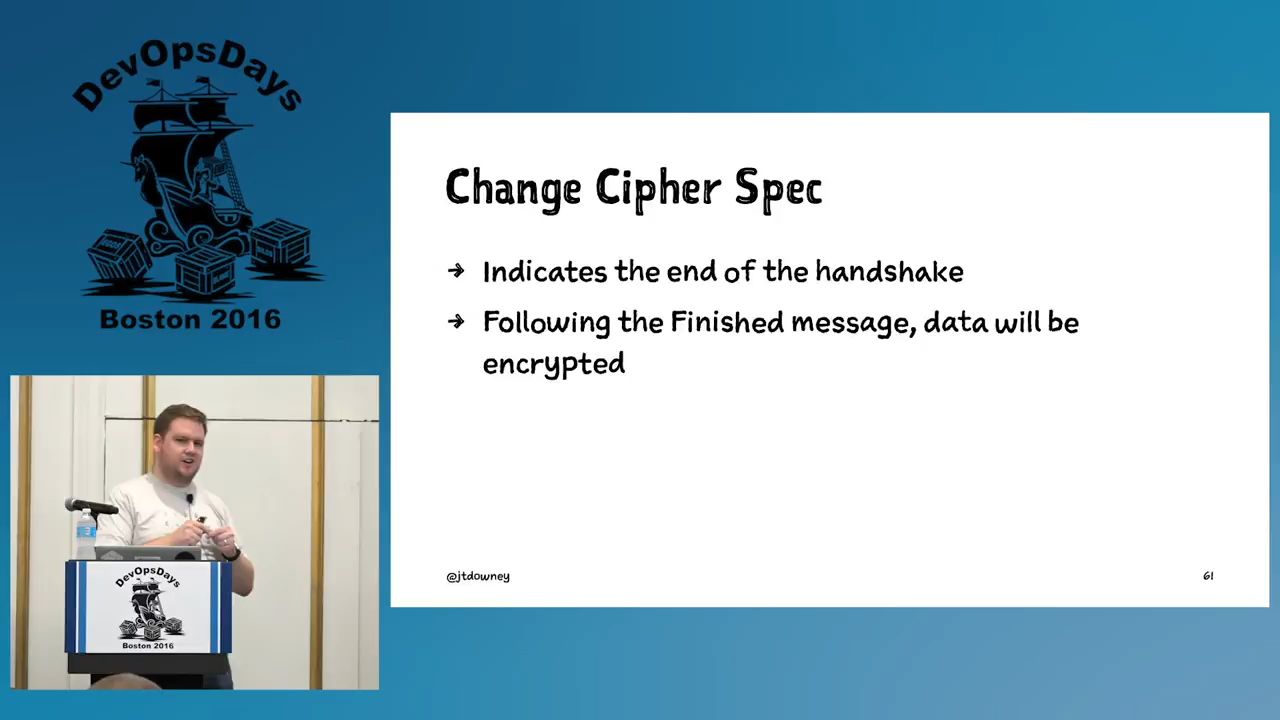 DevOpsDays
Boston 2016
Change Cipher Spec
→ Indicates the end of the handshake
→ Following the Finished message, data will be
encrypted
@jtdowney
61
DevOpsDays
Boston 2016